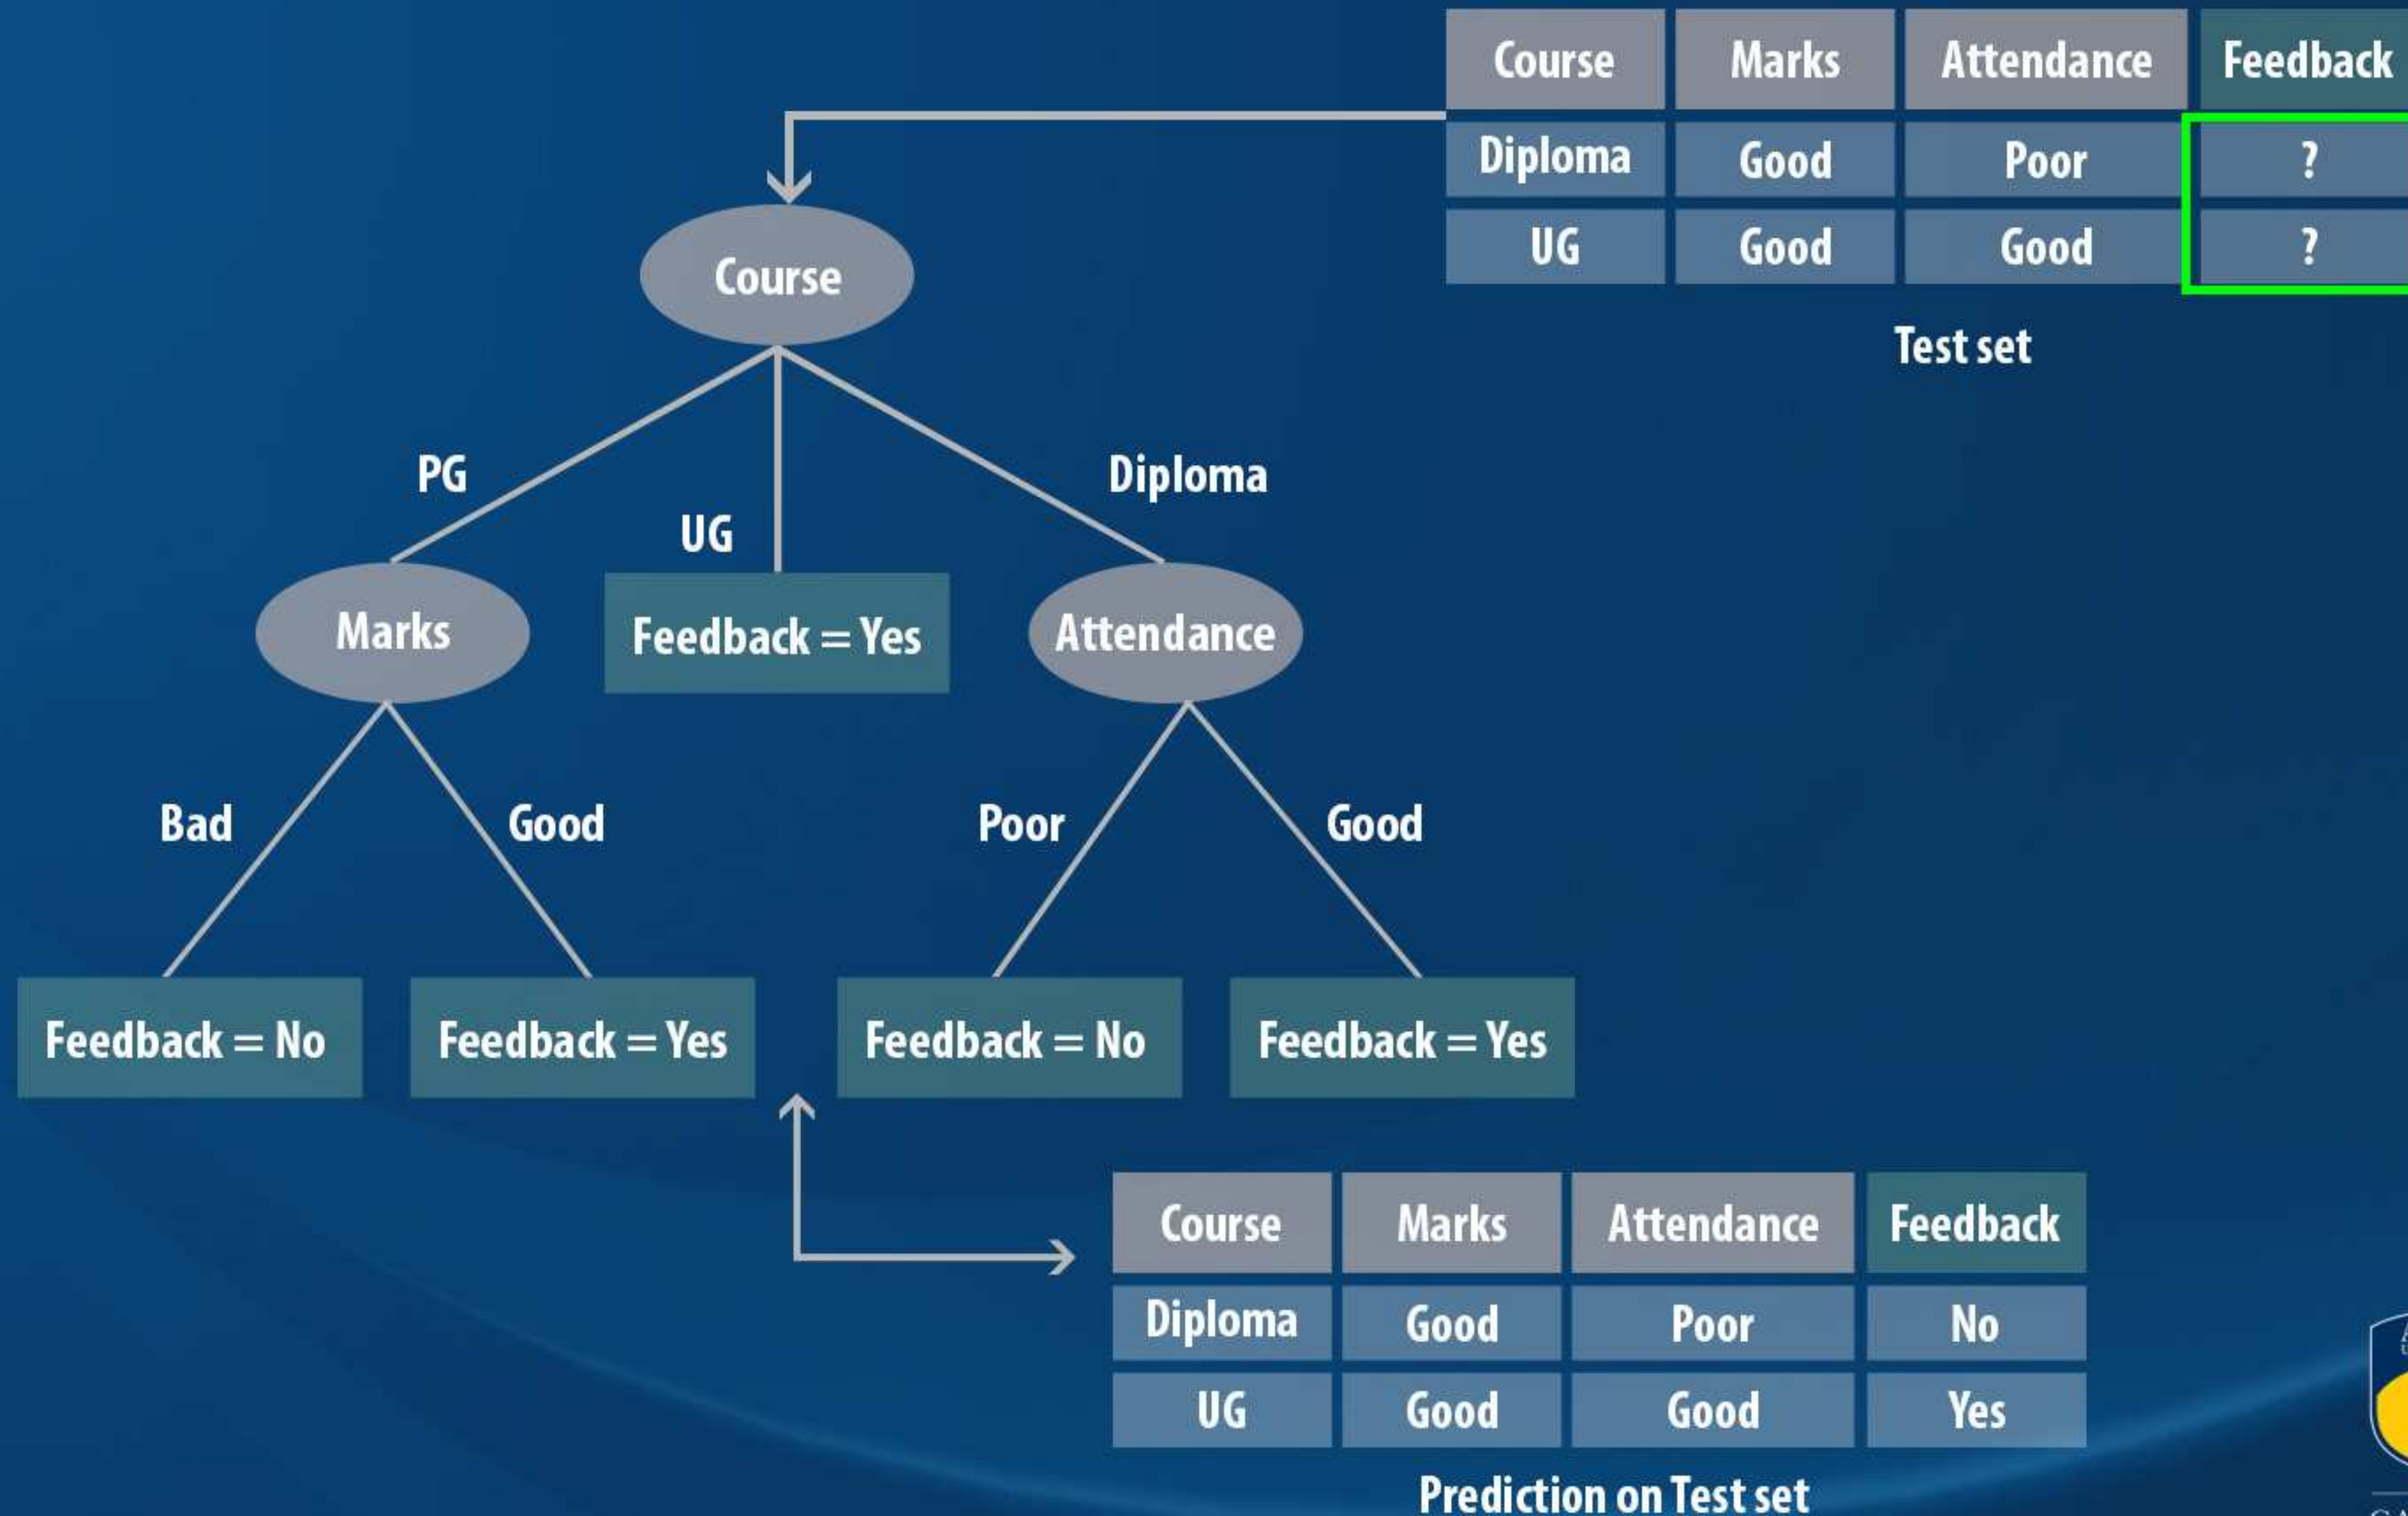 Course Marks Attendance Feedback
Diploma Good Poor ?
UG Good Good ?
Test set
Course
PG
UG
Diploma
Marks
Feedback = Yes
Attendance
Bad
Good
Poor
Good
Feedback = No
Feedback = Yes
Feedback = No
Feedback = Yes
Course Marks Attendance Feedback
Diploma Good Poor No
UG Good Good Yes
Prediction on Test set